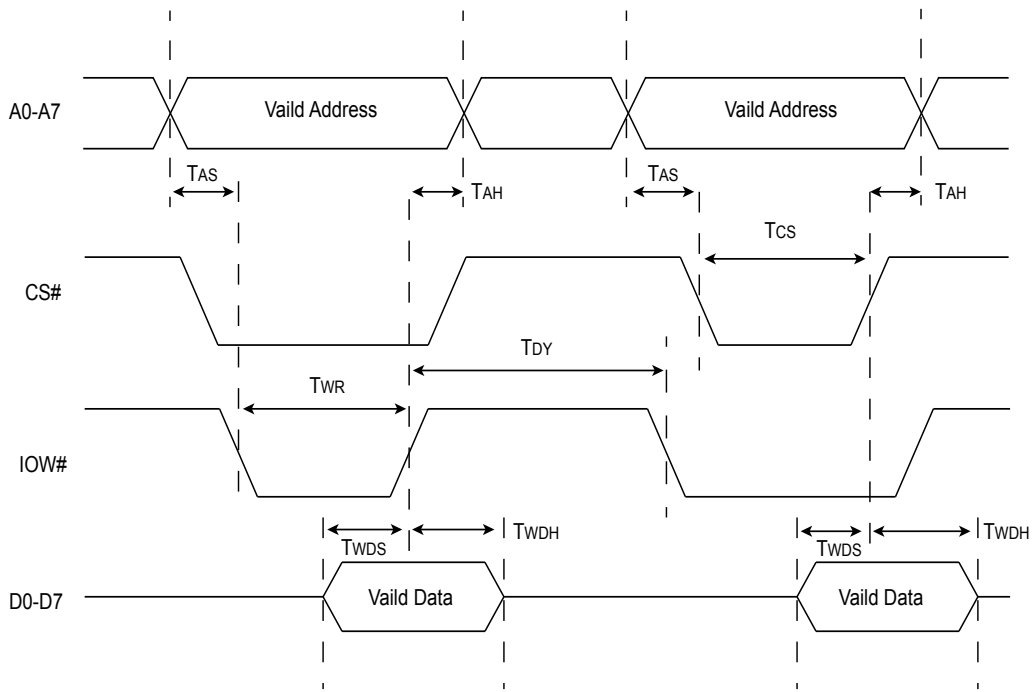 A0-A7
Vaild Address
Vaild Address
TAS
TAH
TAS
TAH
TCS
CS#
TDY
TWR
IOW#
TWDS
TWDH
TWDS
TWDH
D0-D7
Vaild Data
Vaild Data